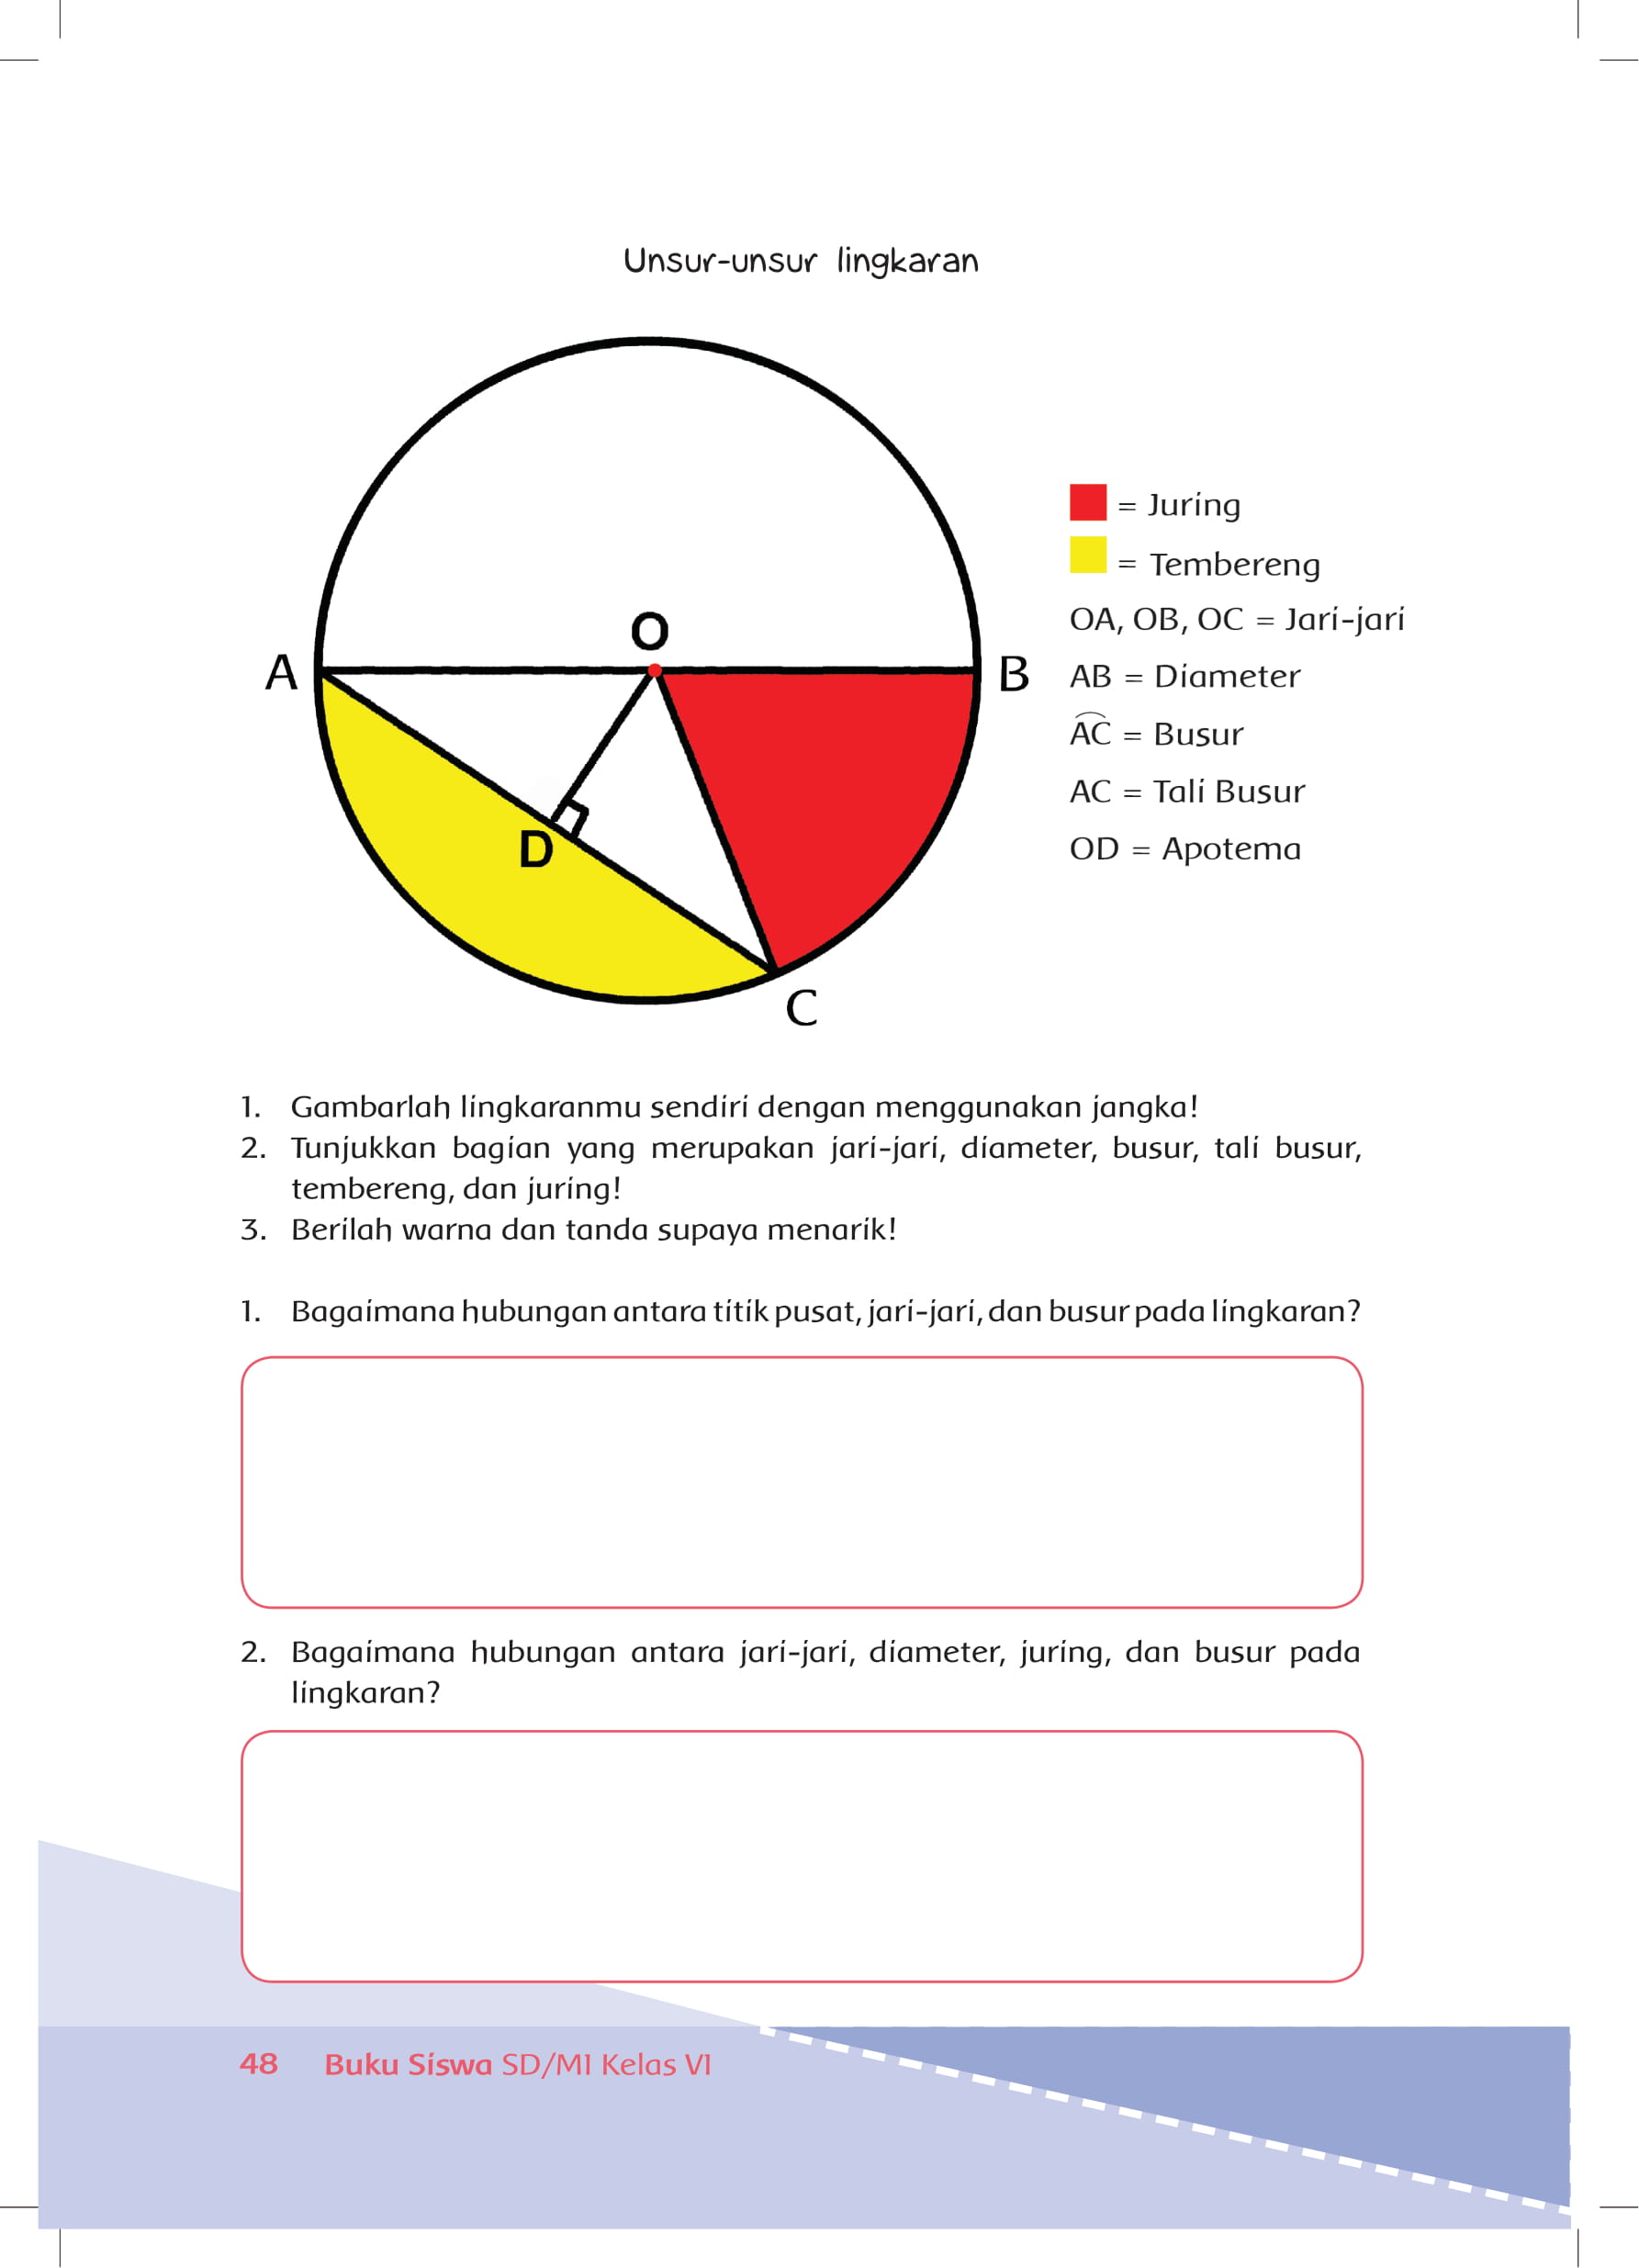 Unsur-unsur lingkaran
O
A
B
D
C
= Juring
= Tembereng
OA, OB, OC = Jari-jari
AB = Diameter
A͡C = Busur
AC = Tali Busur
OD = Apotema
1. Gambarlah lingkaranmu sendiri dengan menggunakan jangka!
2. Tunjukkan bagian yang merupakan jari-jari, diameter, busur, tali busur,
tembereng, dan juring!
3. Berilah warna dan tanda supaya menarik!
1. Bagaimana hubungan antara titik pusat, jari-jari, dan busur pada lingkaran?
2. Bagaimana hubungan antara jari-jari, diameter, juring, dan busur pada
lingkaran?
48 Buku Siswa SD/MI Kelas VI